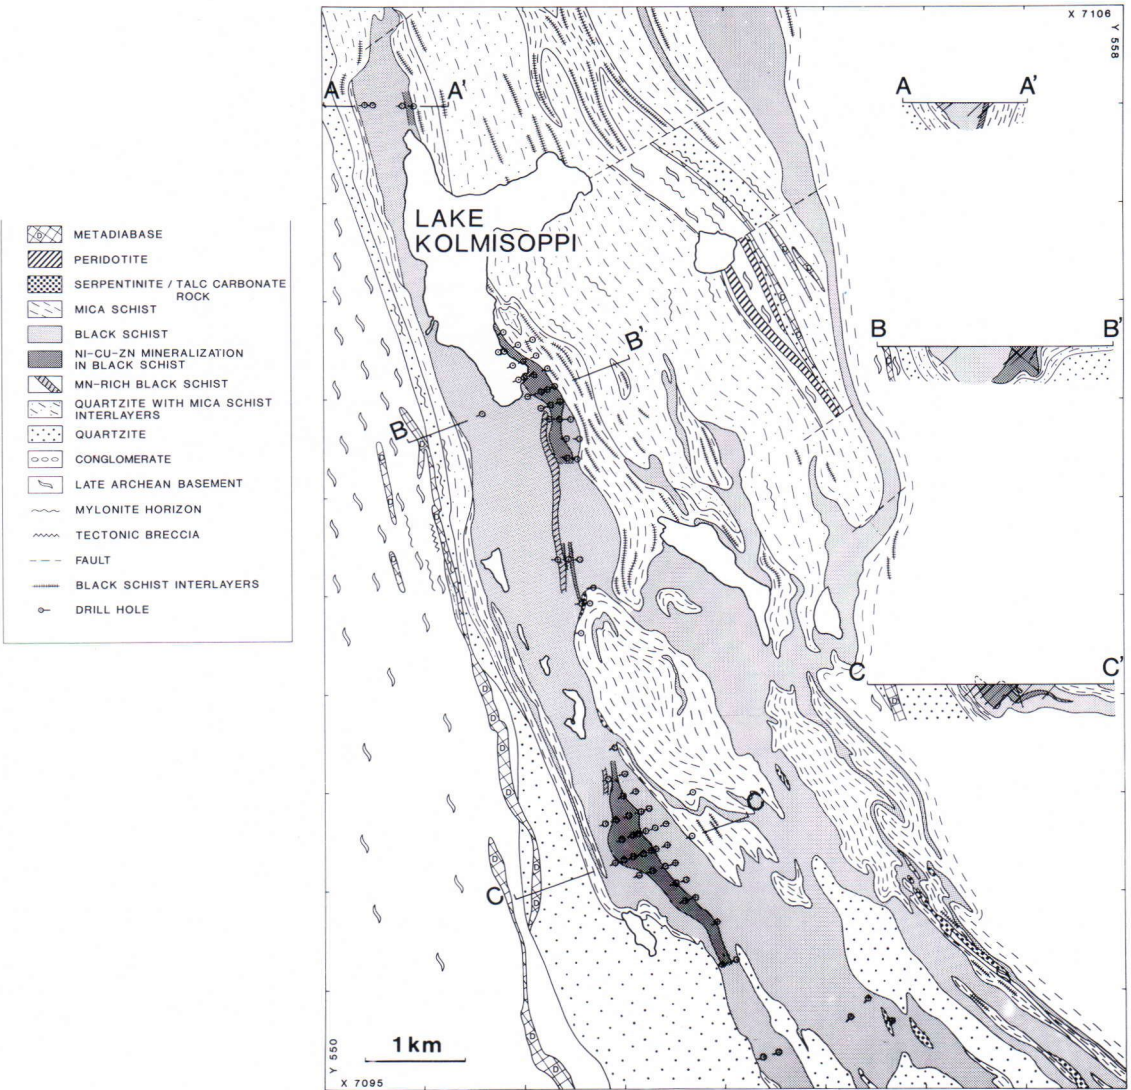 X 7106
Y 558
A
A'
A
A'
LAKE
KOLMISOPPI
METADIABASE
PERIDOTITE
SERPENTINITE / TALC CARBONATE
ROCK
MICA SCHIST
BLACK SCHIST
NI-CU-ZN MINERALIZATION
IN BLACK SCHIST
MN-RICH BLACK SCHIST
QUARTZITE WITH MICA SCHIST
INTERLAYERS
QUARTZITE
CONGLOMERATE
LATE ARCHEAN BASEMENT
MYLONITE HORIZON
TECTONIC BRECCIA
FAULT
BLACK SCHIST INTERLAYERS
DRILL HOLE
B
B'
B
B'
C
C'
C
C'
1 km
Y 550
X 7095